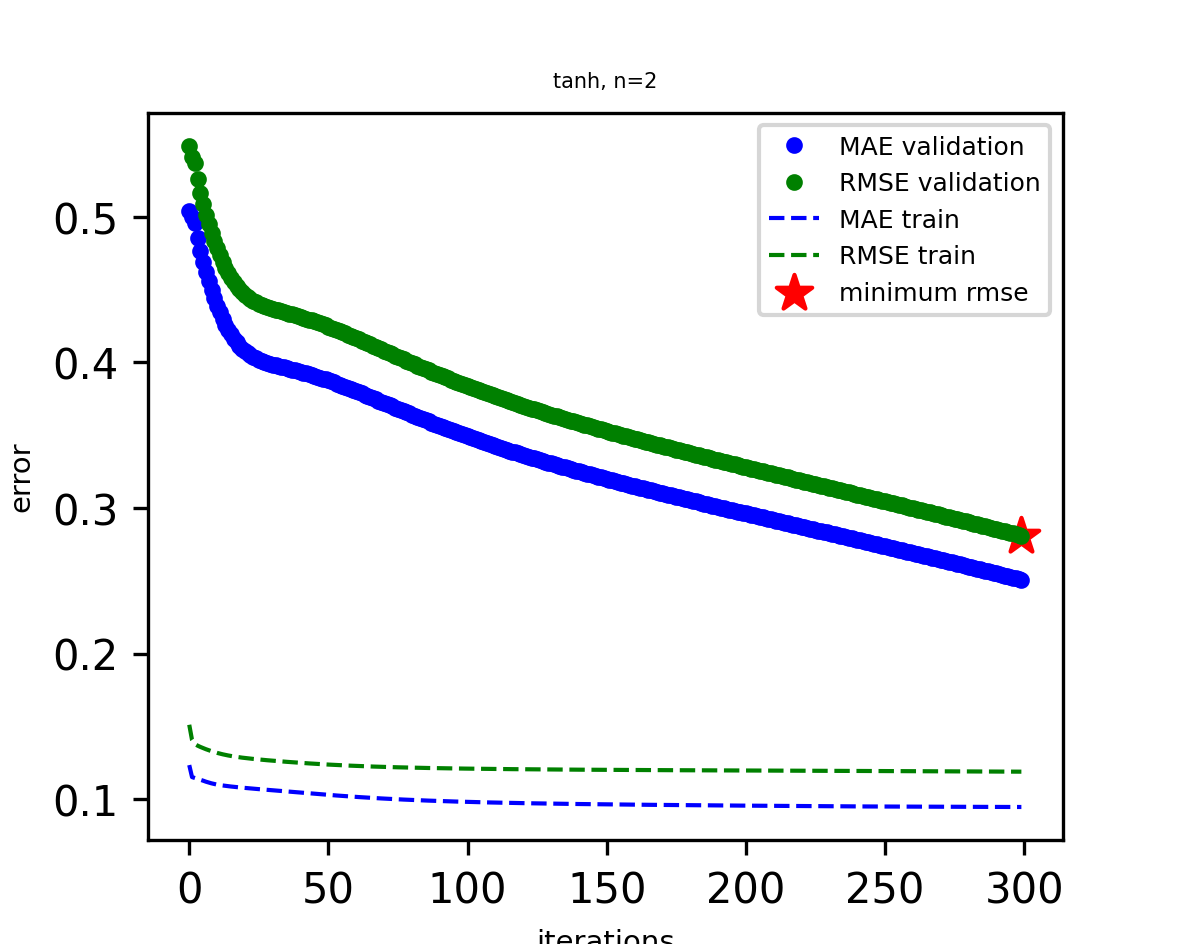 tanh, n=2
MAE validation
RMSE validation
MAE train
RMSE train
minimum rmse
error
0.5
0.4
0.3
0.2
0.1
0 50 100 150 200 250 300
iterations